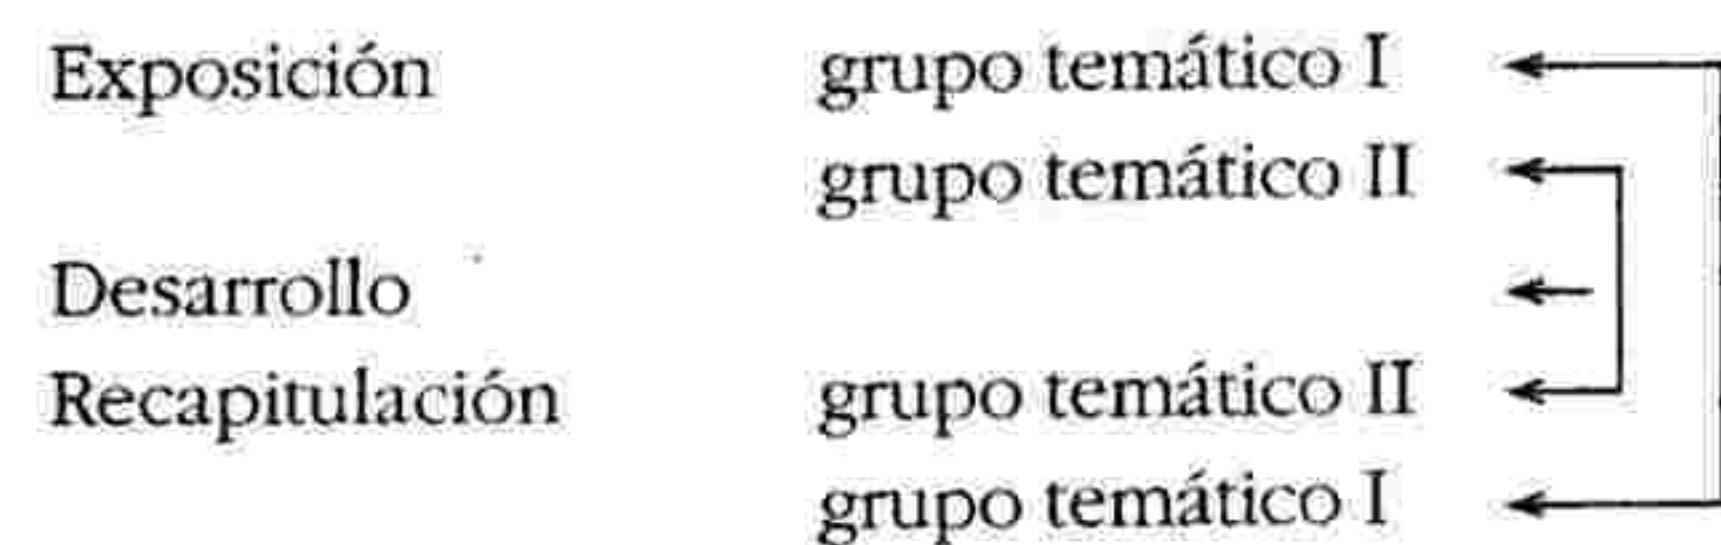 Exposición grupo temático I
grupo temático II
Desarrollo
Recapitulación grupo temático II
grupo temático I